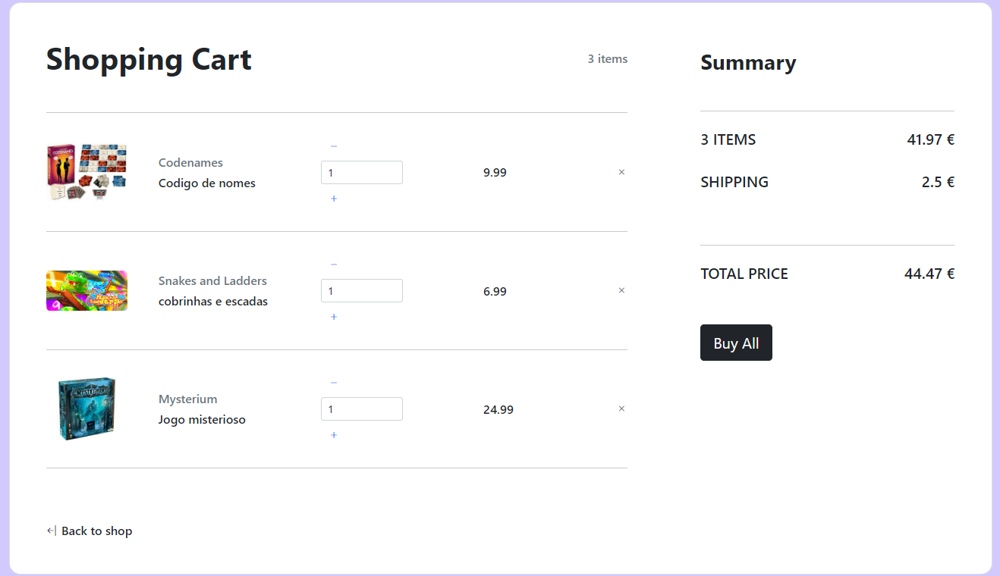 Shopping Cart
3 items
CODENAMES
Codenames
Codigo de nomes
−
1
+
9.99
×
Snakes and Ladders
cobrinhas e escadas
−
1
+
6.99
×
MYSTERIUM
Mysterium
Jogo misterioso
−
1
+
24.99
×
Back to shop
Summary
3 ITEMS 41.97 €
SHIPPING 2.5 €
TOTAL PRICE 44.47 €
Buy All